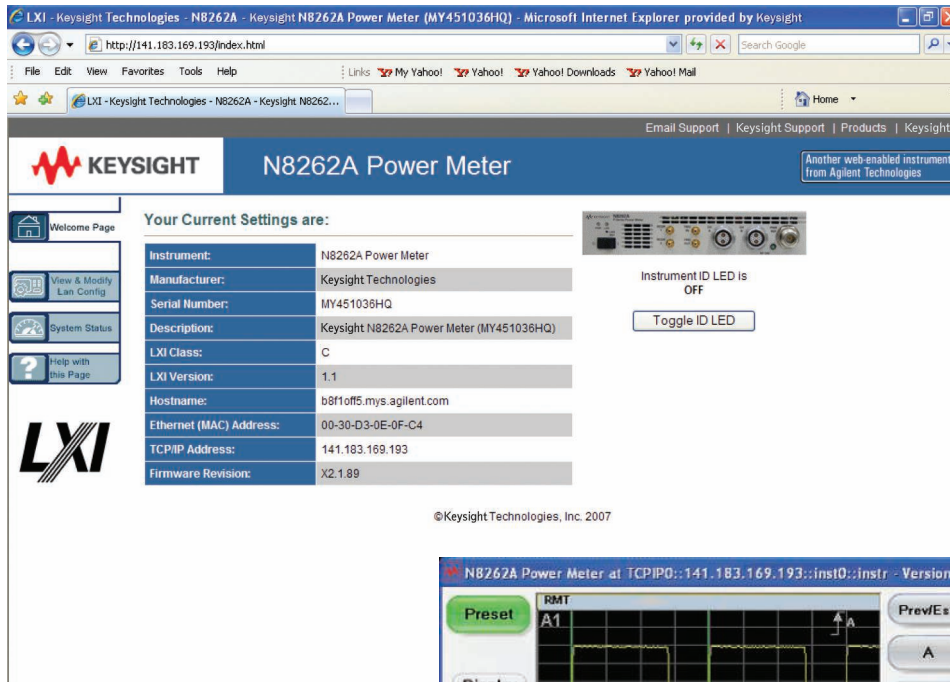 LXI - Keysight Technologies - N8262A - Keysight N8262A Power Meter (MY451036HQ) - Microsoft Internet Explorer provided by Keysight
http://141.183.169.193/index.html
Search Google
File Edit View Favorites Tools Help
Links My Yahoo! Yahoo! Yahoo! Downloads Yahoo! Mail
LXI - Keysight Technologies - N8262A - Keysight N8262...
Home
Email Support | Keysight Support | Products | Keysight
KEYSIGHT
N8262A Power Meter
Another web-enabled instrument
from Agilent Technologies
Welcome Page
View & Modify
Lan Config
System Status
Help with
this Page
LXI
Your Current Settings are:
Instrument: N8262A Power Meter
Manufacturer: Keysight Technologies
Serial Number: MY451036HQ
Description: Keysight N8262A Power Meter (MY451036HQ)
LXI Class: C
LXI Version: 1.1
Hostname: b8f1off5.mys.agilent.com
Ethernet (MAC) Address: 00-30-D3-0E-0F-C4
TCP/IP Address: 141.183.169.193
Firmware Revision: X2.1.89
Instrument ID LED is
OFF
Toggle ID LED
©Keysight Technologies, Inc. 2007
N8262A Power Meter at TCPIP0::141.183.169.193::inst0::instr - Version
Preset
RMT
A1
A
Prev/Es
A